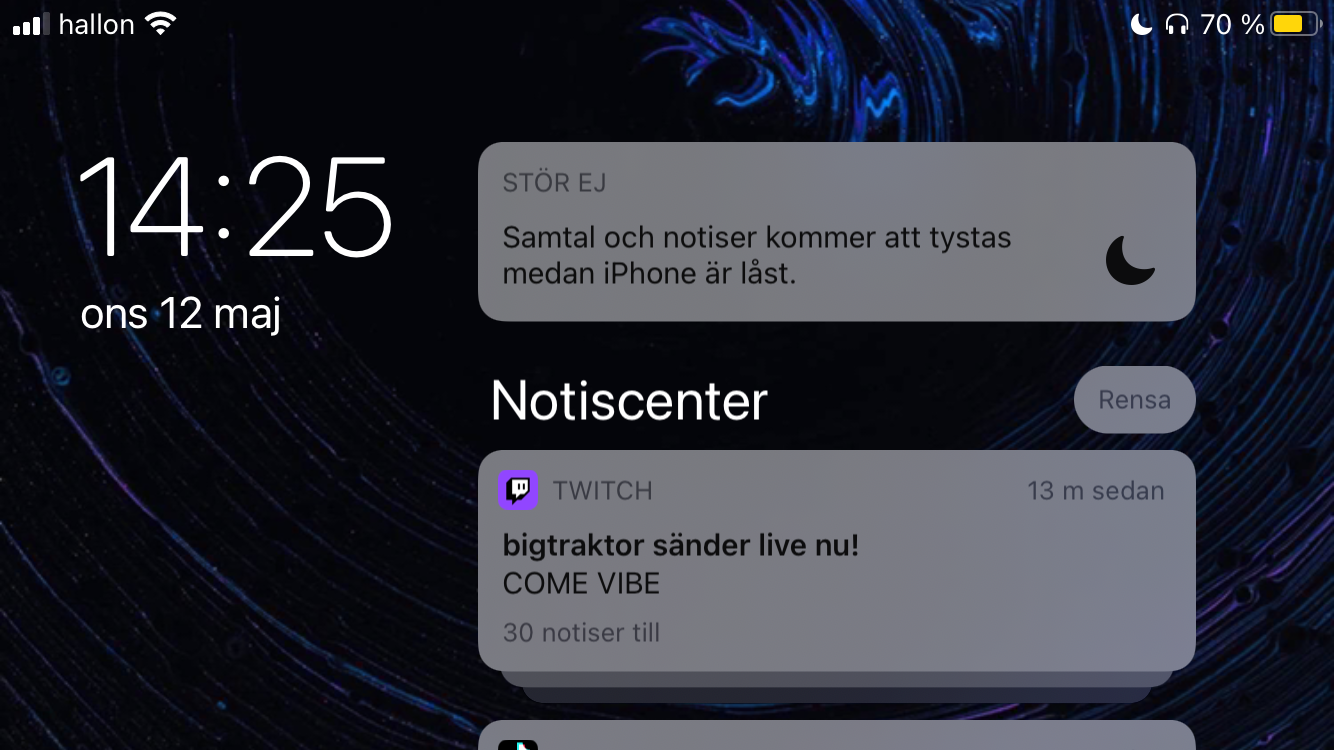 hallon
70 %
14:25
ons 12 maj
STÖR EJ
Samtal och notiser kommer att tystas
medan iPhone är låst.
Notiscenter
Rensa
TWITCH
13 m sedan
bigtraktor sänder live nu!
COME VIBE
30 notiser till